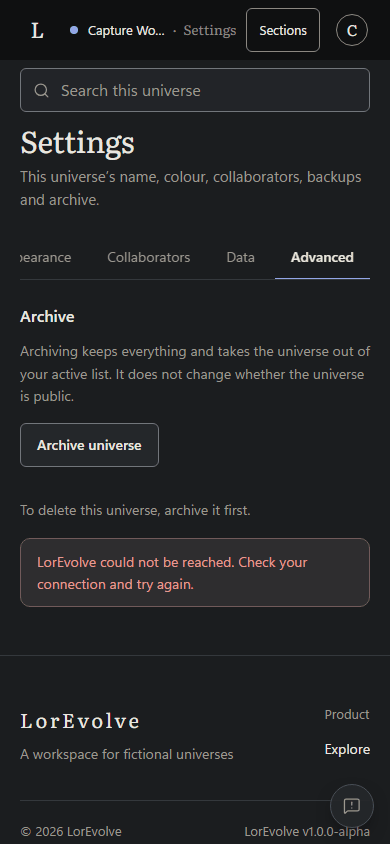 L
Capture Wo... · Settings
Sections
C
Search this universe
Settings
This universe's name, colour, collaborators, backups
and archive.
pearance
Collaborators
Data
Advanced
Archive
Archiving keeps everything and takes the universe out of
your active list. It does not change whether the universe
is public.
Archive universe
To delete this universe, archive it first.
LorEvolve could not be reached. Check your
connection and try again.
LorEvolve
Product
A workspace for fictional universes
Explore
© 2026 LorEvolve
LorEvolve v1.0.0-alpha